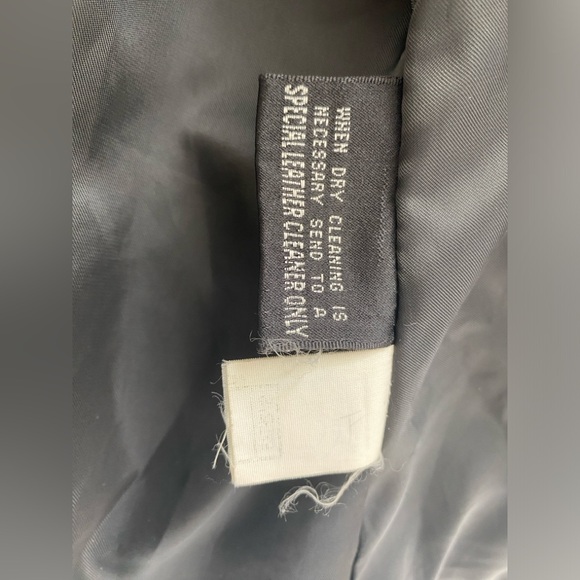 WHEN DRY CLEANING IS
NECESSARY SEND TO A
SPECIAL LEATHER CLEANER ONLY